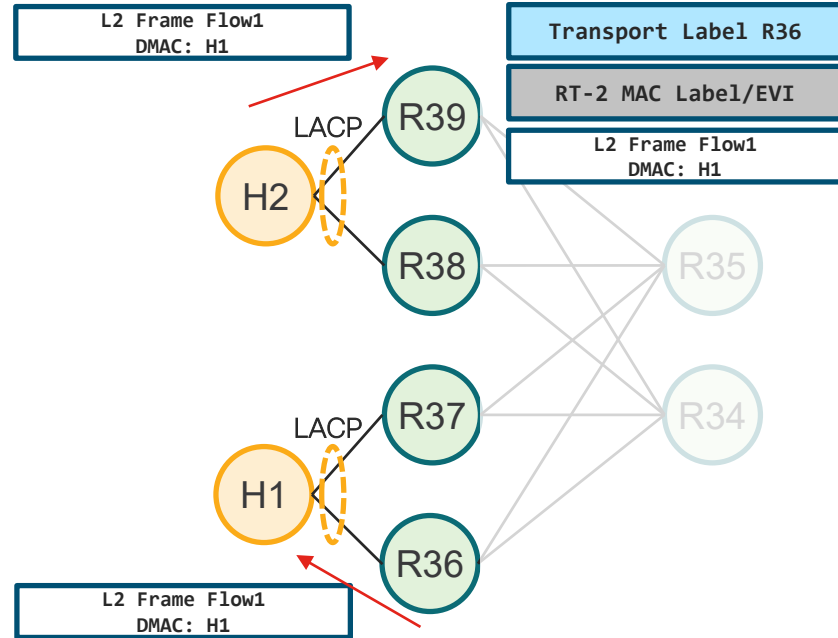 L2 Frame Flow1
DMAC: H1
Transport Label R36
RT-2 MAC Label/EVI
L2 Frame Flow1
DMAC: H1
R39
LACP
H2
R38
R35
R37
R34
LACP
H1
R36
L2 Frame Flow1
DMAC: H1